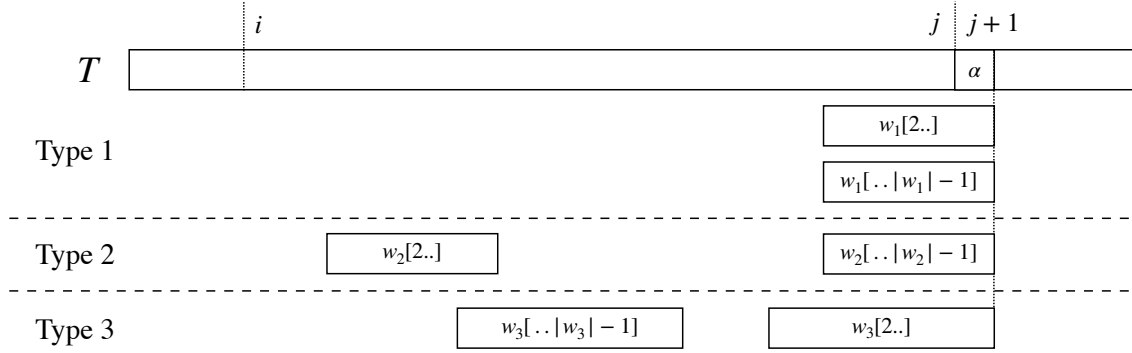 i j j + 1
T α
w₁[2..]
Type 1
w₁[. . |w₁| − 1]
Type 2 w₂[2..] w₂[. . |w₂| − 1]
Type 3 w₃[. . |w₃| − 1] w₃[2..]